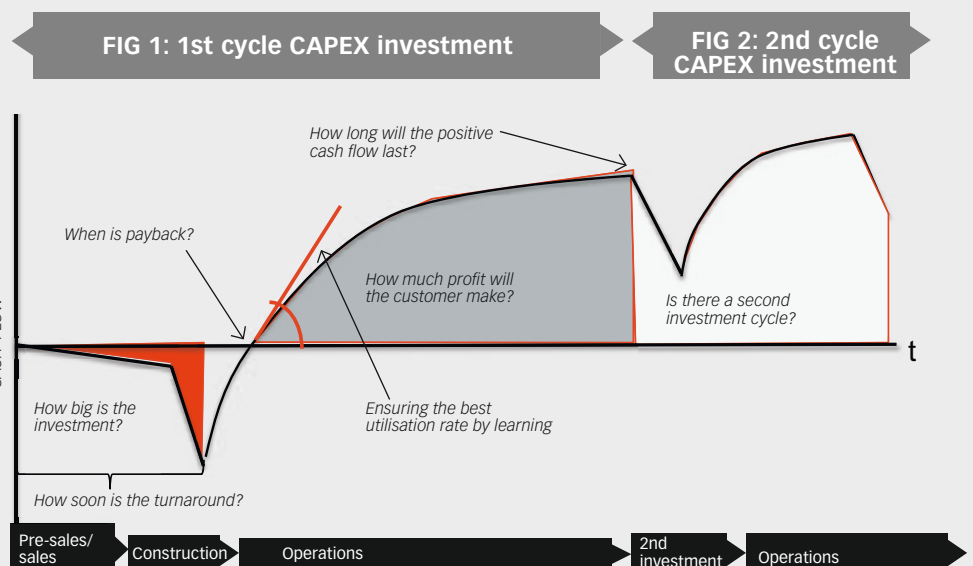 FIG 1: 1st cycle CAPEX investment
FIG 2: 2nd cycle
CAPEX investment
How long will the positive
cash flow last?
When is payback?
How much profit will
the customer make?
Is there a second
investment cycle?
t
How big is the
investment?
Ensuring the best
utilisation rate by learning
How soon is the turnaround?
Pre-sales/
sales
Construction
Operations
2nd
investment
Operations